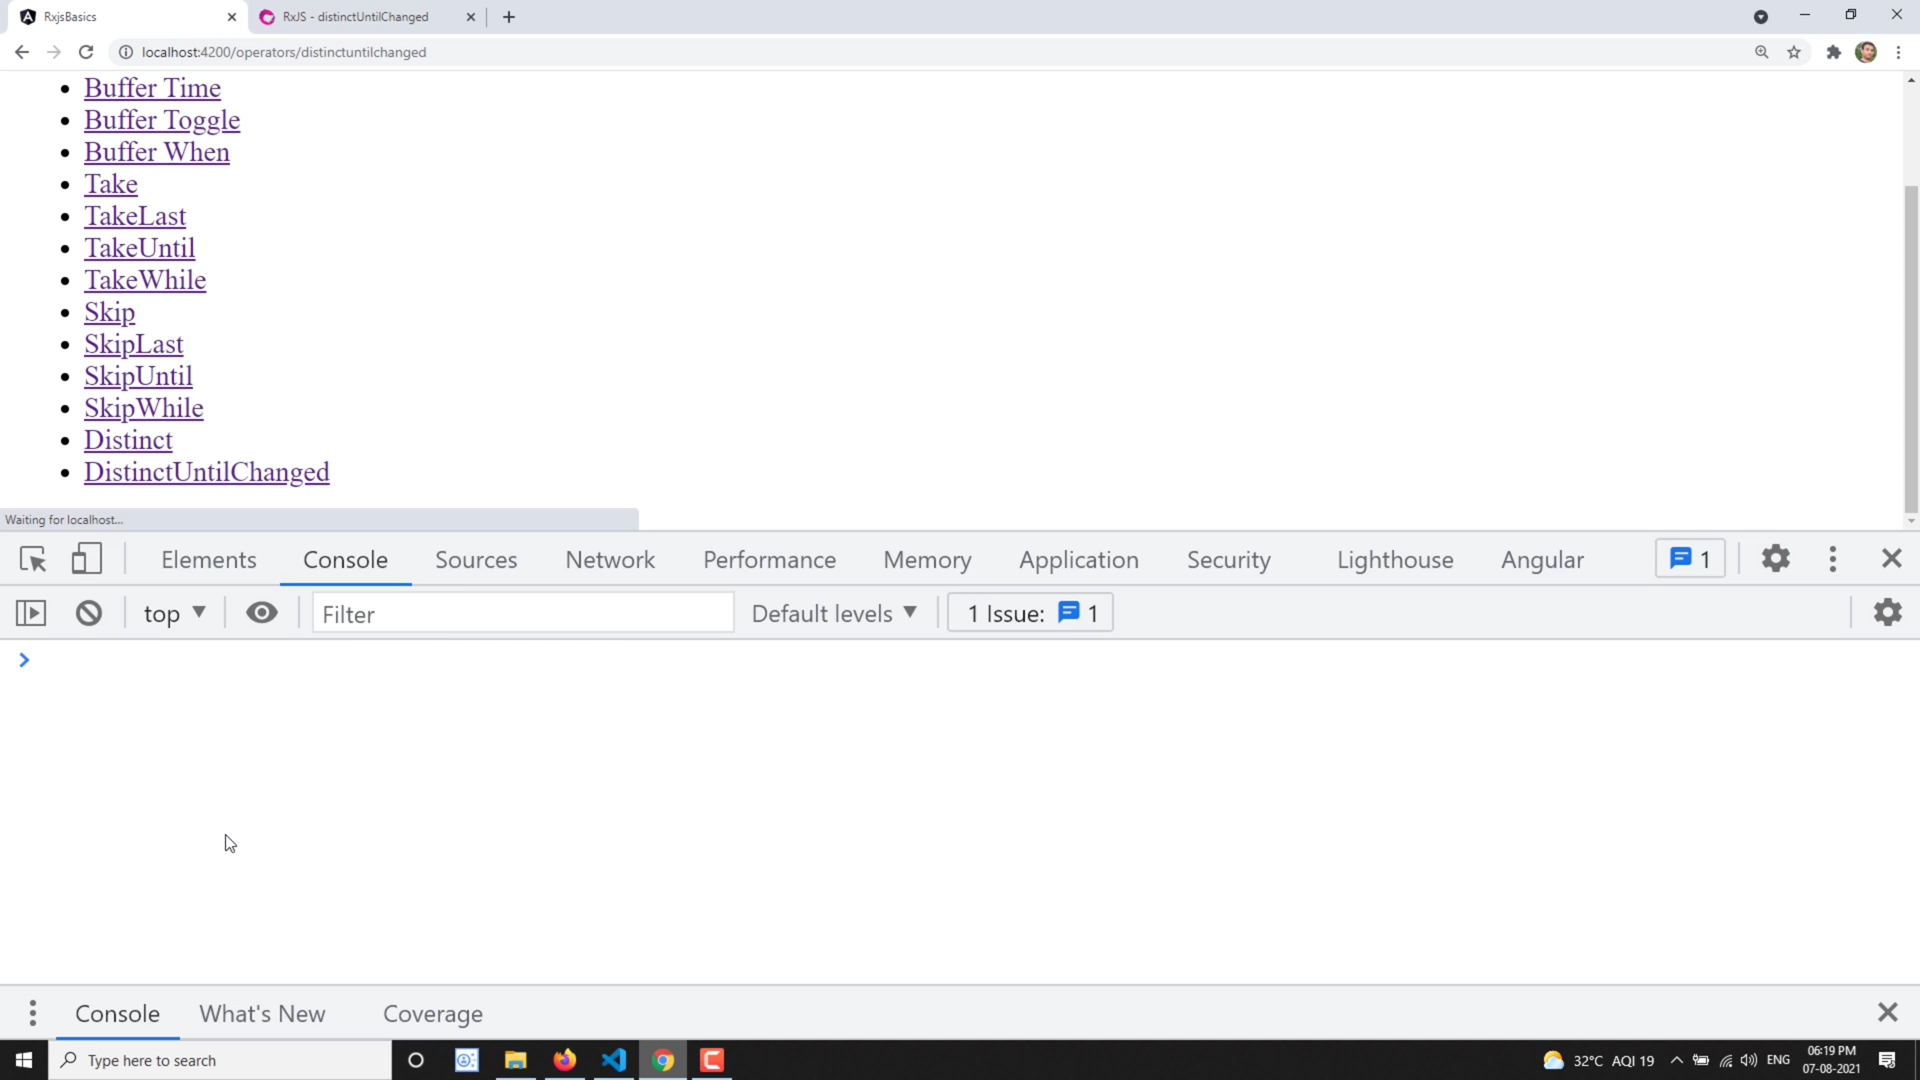 RxjsBasics
RxJS - distinctUntilChanged
localhost:4200/operators/distinctuntilchanged
Buffer Time
Buffer Toggle
Buffer When
Take
TakeLast
TakeUntil
TakeWhile
Skip
SkipLast
SkipUntil
SkipWhile
Distinct
DistinctUntilChanged
Waiting for localhost...
Elements Console Sources Network Performance Memory Application Security Lighthouse Angular 1
top Filter Default levels 1 Issue: 1
Console What's New Coverage
Type here to search
32°C AQI 19 ENG
06:19 PM
07-08-2021